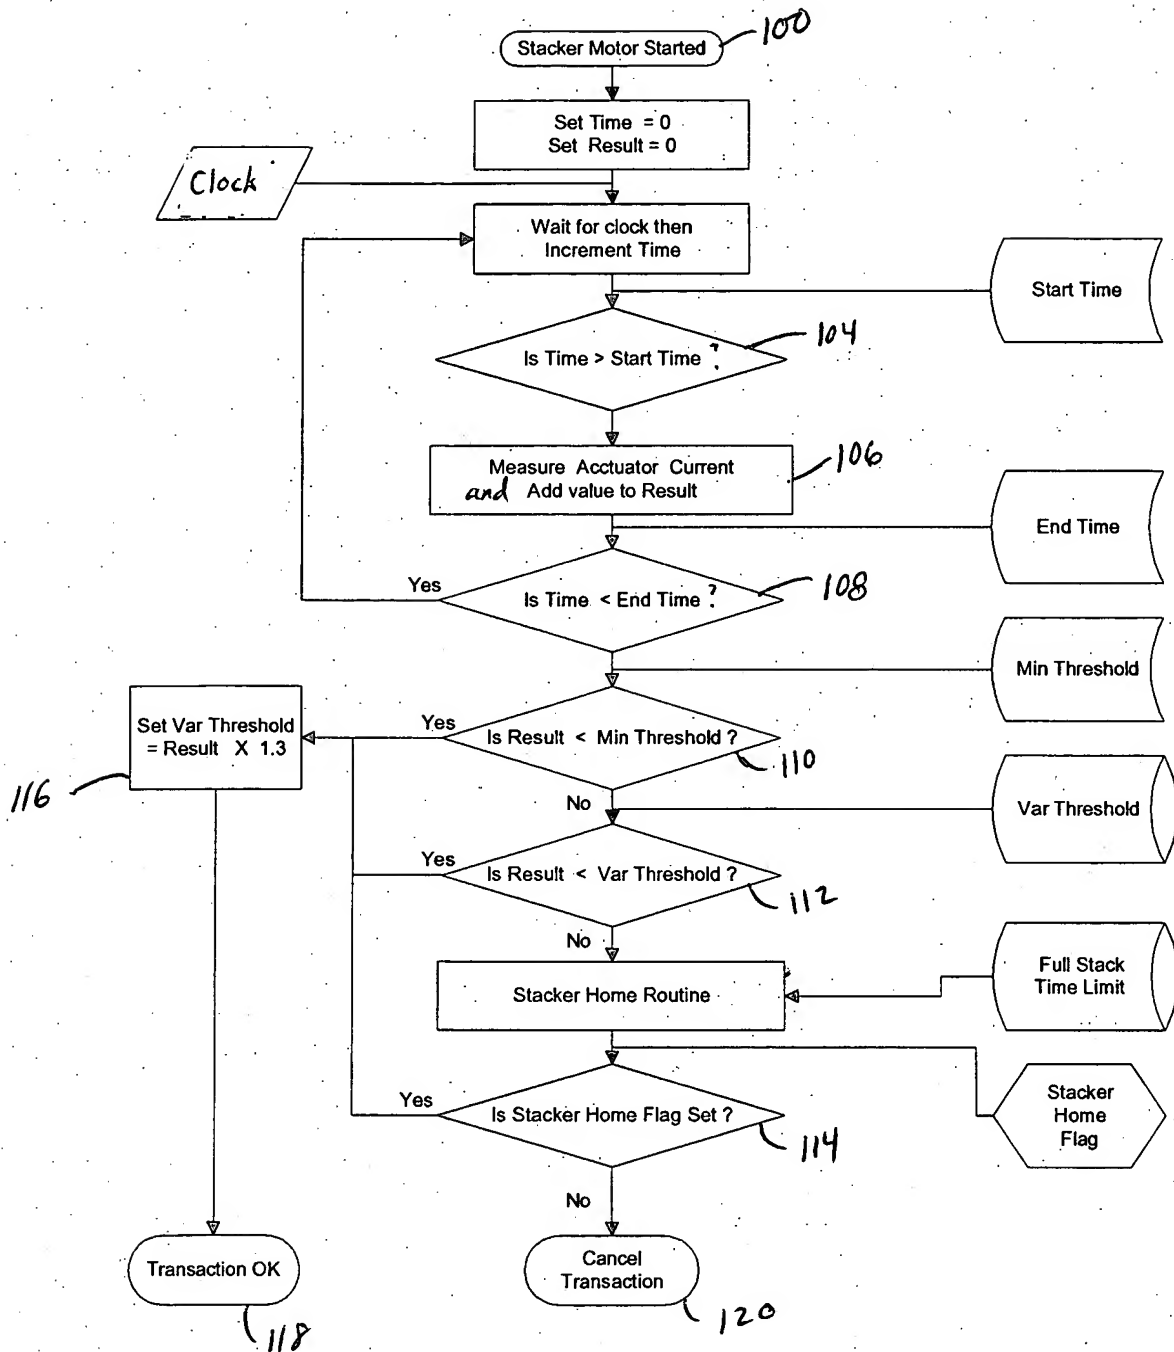 100
Stacker Motor Started
Set Time = 0
Set Result = 0
Clock
Wait for clock then
Increment Time
Start Time
104
Is Time > Start Time ?
Measure Acctuator Current
and Add value to Result
106
End Time
Yes
Is Time < End Time ?
108
Min Threshold
Set Var Threshold
= Result X 1.3
Yes
Is Result < Min Threshold ?
110
116
No
Var Threshold
Yes
Is Result < Var Threshold ?
112
No
Full Stack
Time Limit
Stacker Home Routine
Yes
Is Stacker Home Flag Set ?
114
Stacker
Home
Flag
No
Transaction OK
118
Cancel
Transaction
120